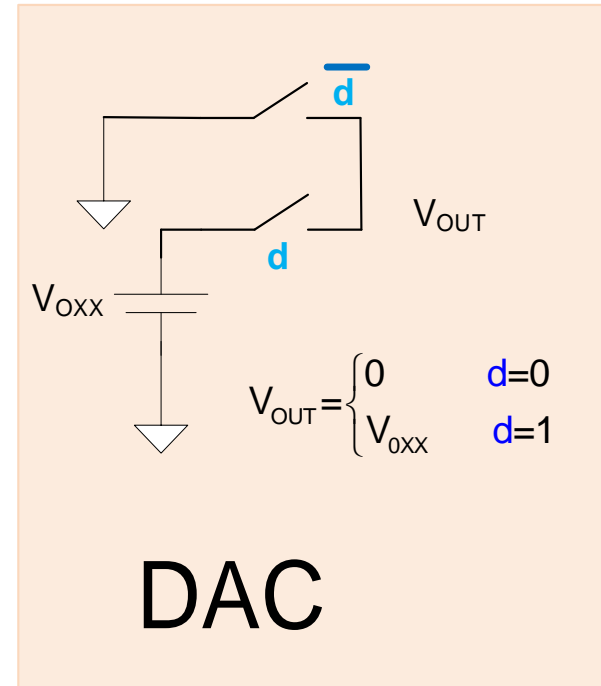 d̅
V_OUT
d
V_OXX
V_OUT = { 0 d=0
V_0XX d=1
DAC